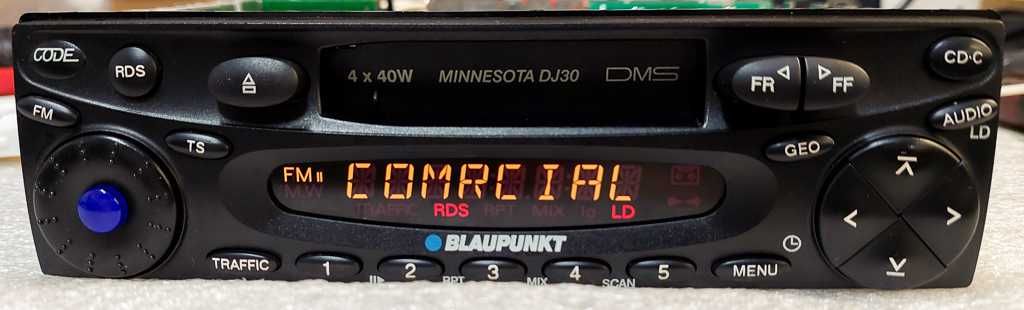 CODE
RDS
4 x 40W MINNESOTA DJ30 DMS
FR FF
CD·C
FM
TS
GEO
AUDIO
LD
FM II COMRCIAL
MW
TRAFFIC RDS RPT MIX lo LD
BLAUPUNKT
TRAFFIC 1 2 3 4 5 MENU
RPT MIX SCAN